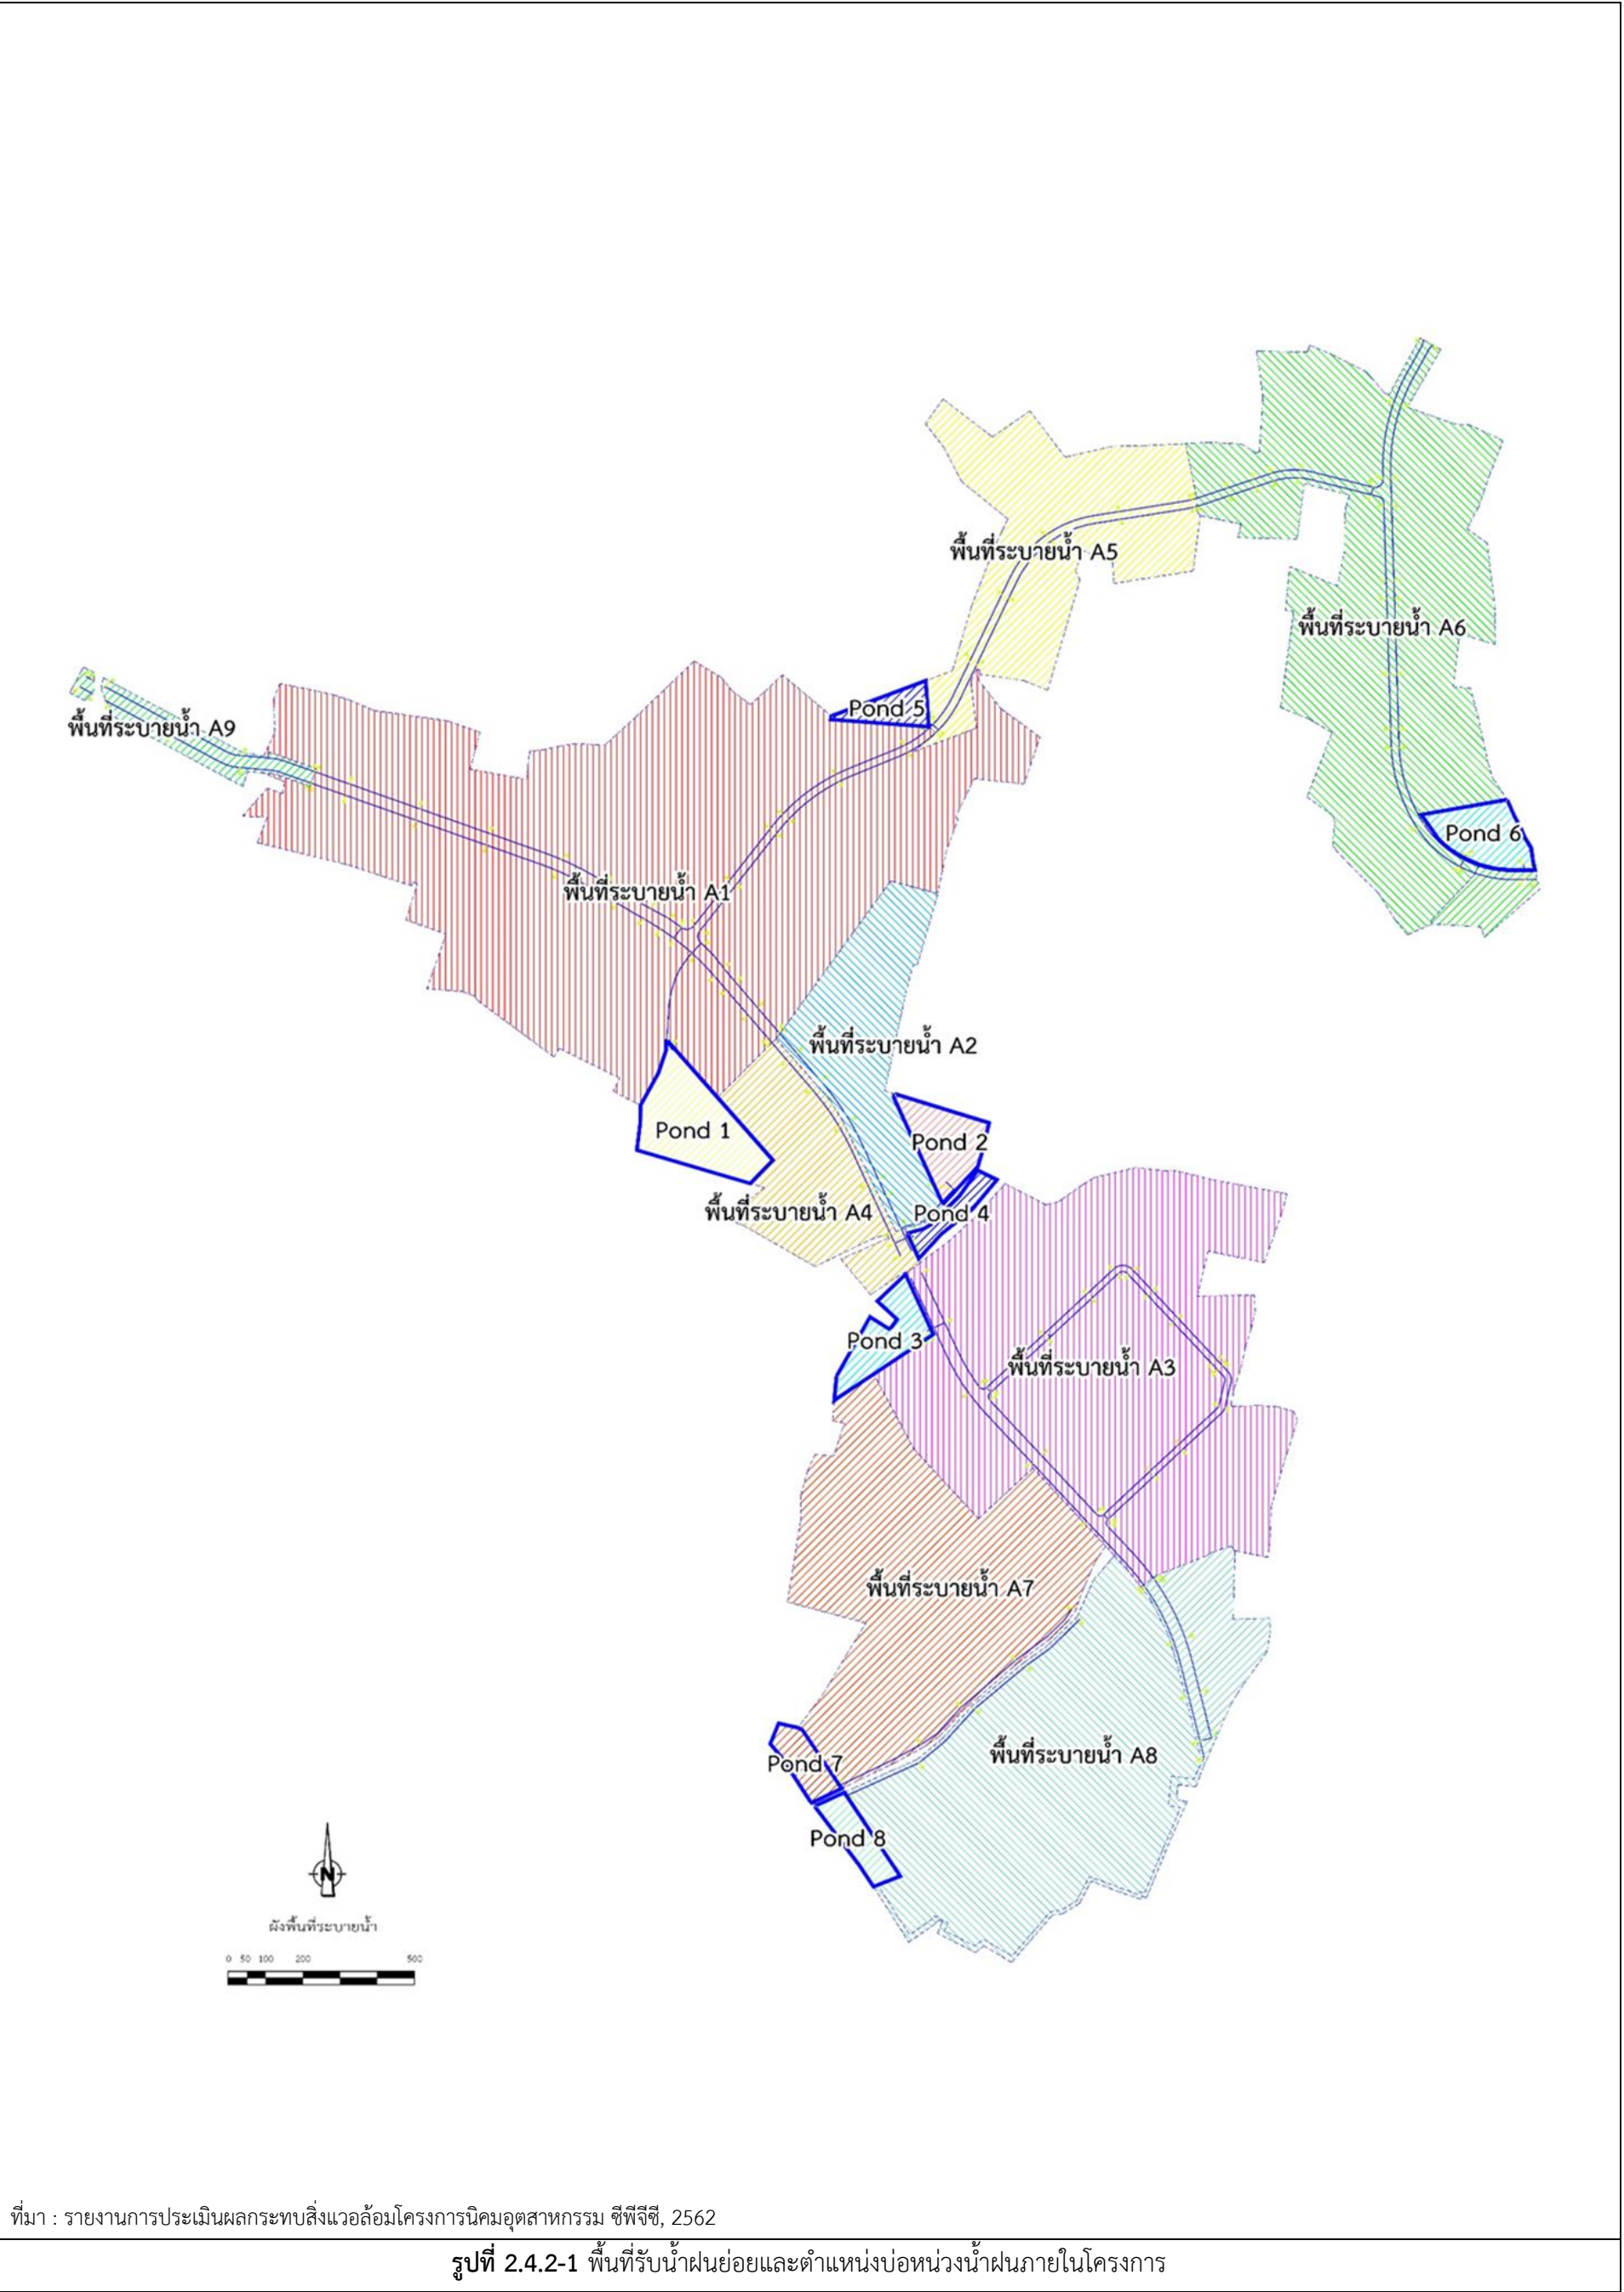 พื้นที่ระบายน้ำ A5
พื้นที่ระบายน้ำ A6
Pond 5
พื้นที่ระบายน้ำ A9
Pond 6
พื้นที่ระบายน้ำ A1
พื้นที่ระบายน้ำ A2
Pond 1
Pond 2
พื้นที่ระบายน้ำ A4
Pond 4
Pond 3
พื้นที่ระบายน้ำ A3
พื้นที่ระบายน้ำ A7
พื้นที่ระบายน้ำ A8
Pond 7
Pond 8
N
ผังพื้นที่ระบายน้ำ
0 50 100 200 500
ที่มา : รายงานการประเมินผลกระทบสิ่งแวอล้อมโครงการนิคมอุตสาหกรรม ซีพีจีซี, 2562
รูปที่ 2.4.2-1 พื้นที่รับน้ำฝนย่อยและตำแหน่งบ่อหน่วงน้ำฝนภายในโครงการ